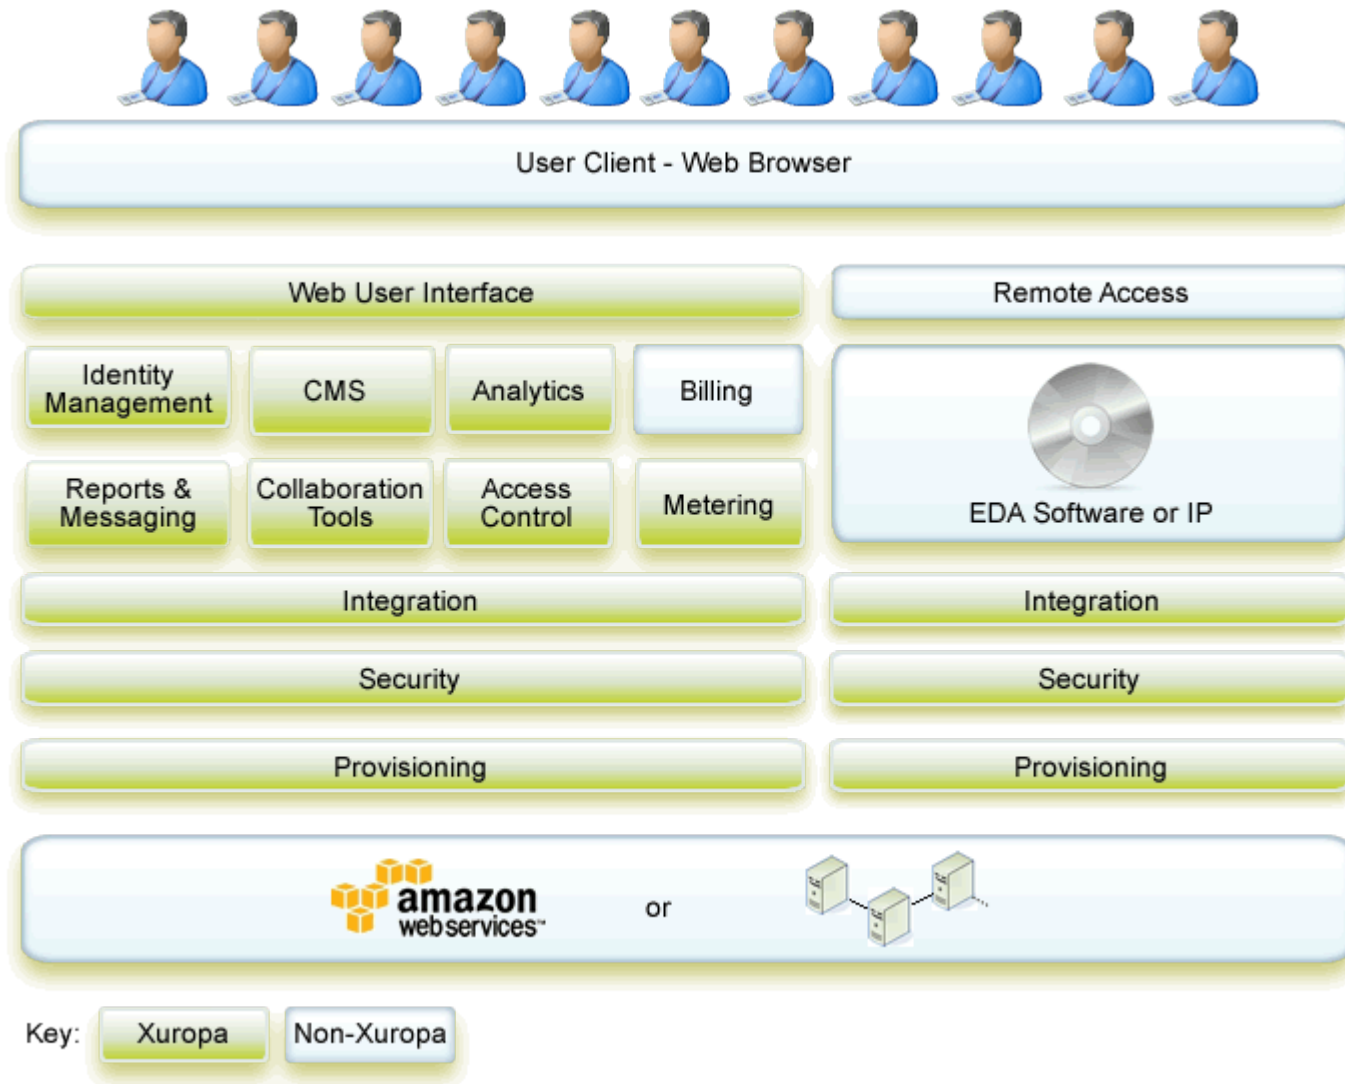 User Client - Web Browser
Web User Interface
Remote Access
Identity
Management
CMS
Analytics
Billing
Reports &
Messaging
Collaboration
Tools
Access
Control
Metering
EDA Software or IP
Integration
Integration
Security
Security
Provisioning
Provisioning
amazon
webservices™
or
Key:
Xuropa
Non-Xuropa